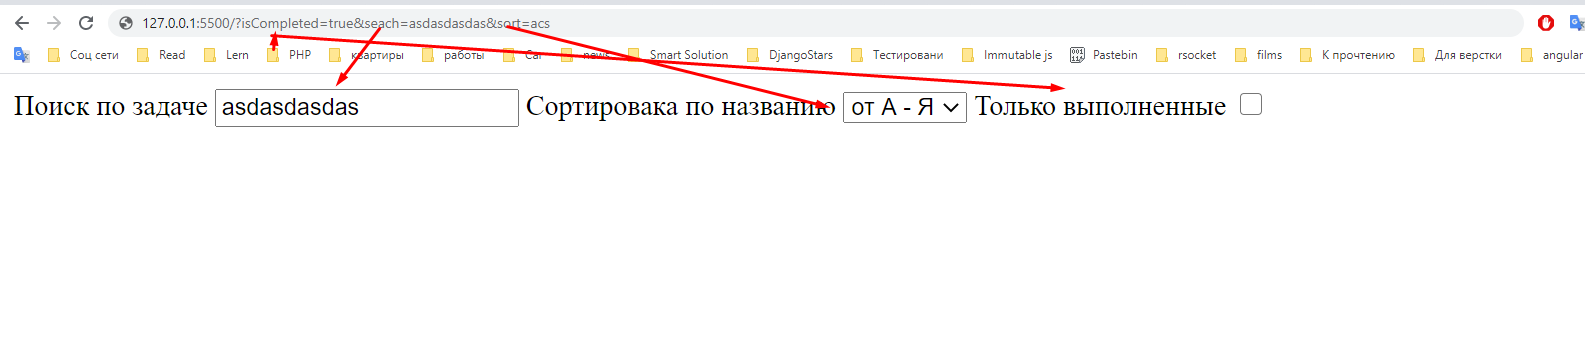 127.0.0.1:5500/?isCompleted=true&seach=asdasdasdas&sort=acs
Соц сети Read Lern PHP квартиры работы Car news Smart Solution DjangoStars Тестировани Immutable js Pastebin rsocket films К прочтению Для верстки angular
Поиск по задаче asdasdasdas Сортировака по названию от А - Я Только выполненные